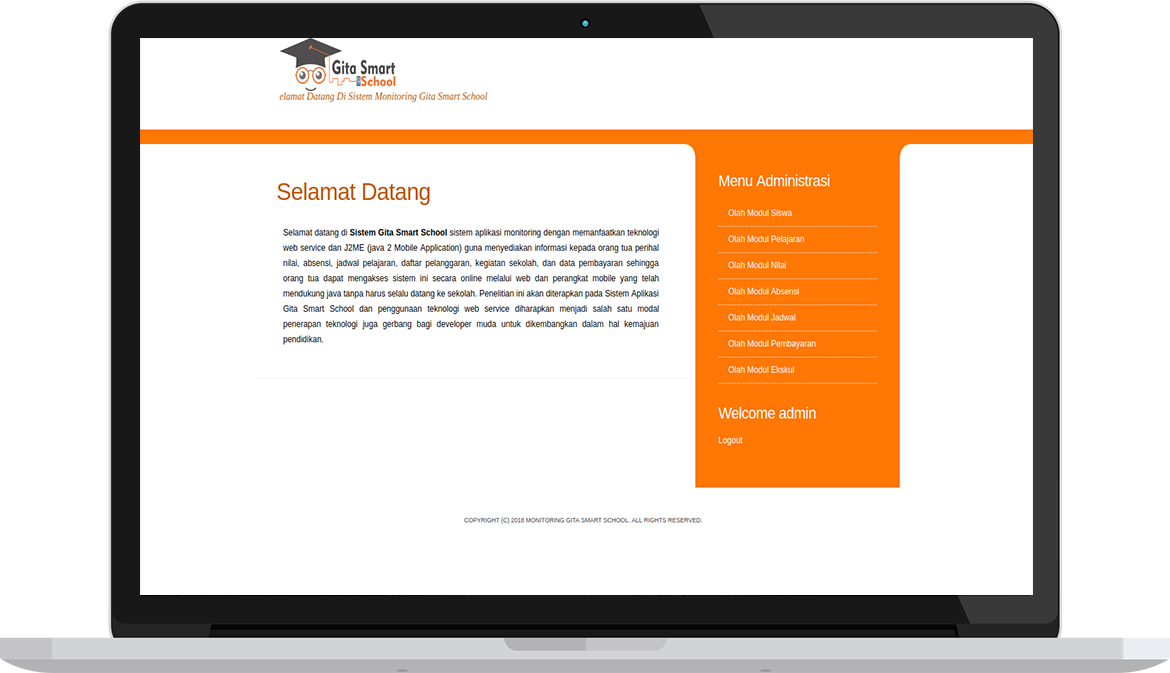 Gita Smart
School
elamat Datang Di Sistem Monitoring Gita Smart School
Selamat Datang
Selamat datang di Sistem Gita Smart School sistem aplikasi monitoring dengan memanfaatkan teknologi
web service dan J2ME (java 2 Mobile Application) guna menyediakan informasi kepada orang tua perihal
nilai, absensi, jadwal pelajaran, daftar pelanggaran, kegiatan sekolah, dan data pembayaran sehingga
orang tua dapat mengakses sistem ini secara online melalui web dan perangkat mobile yang telah
mendukung java tanpa harus selalu datang ke sekolah. Penelitian ini akan diterapkan pada Sistem Aplikasi
Gita Smart School dan penggunaan teknologi web service diharapkan menjadi salah satu modal
penerapan teknologi juga gerbang bagi developer muda untuk dikembangkan dalam hal kemajuan
pendidikan.
Menu Administrasi
Olah Modul Siswa
Olah Modul Pelajaran
Olah Modul Nilai
Olah Modul Absensi
Olah Modul Jadwal
Olah Modul Pembayaran
Olah Modul Ekskul
Welcome admin
Logout
COPYRIGHT (C) 2018 MONITORING GITA SMART SCHOOL. ALL RIGHTS RESERVED.